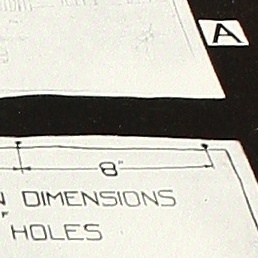 A
8"
DIMENSIONS
" HOLES